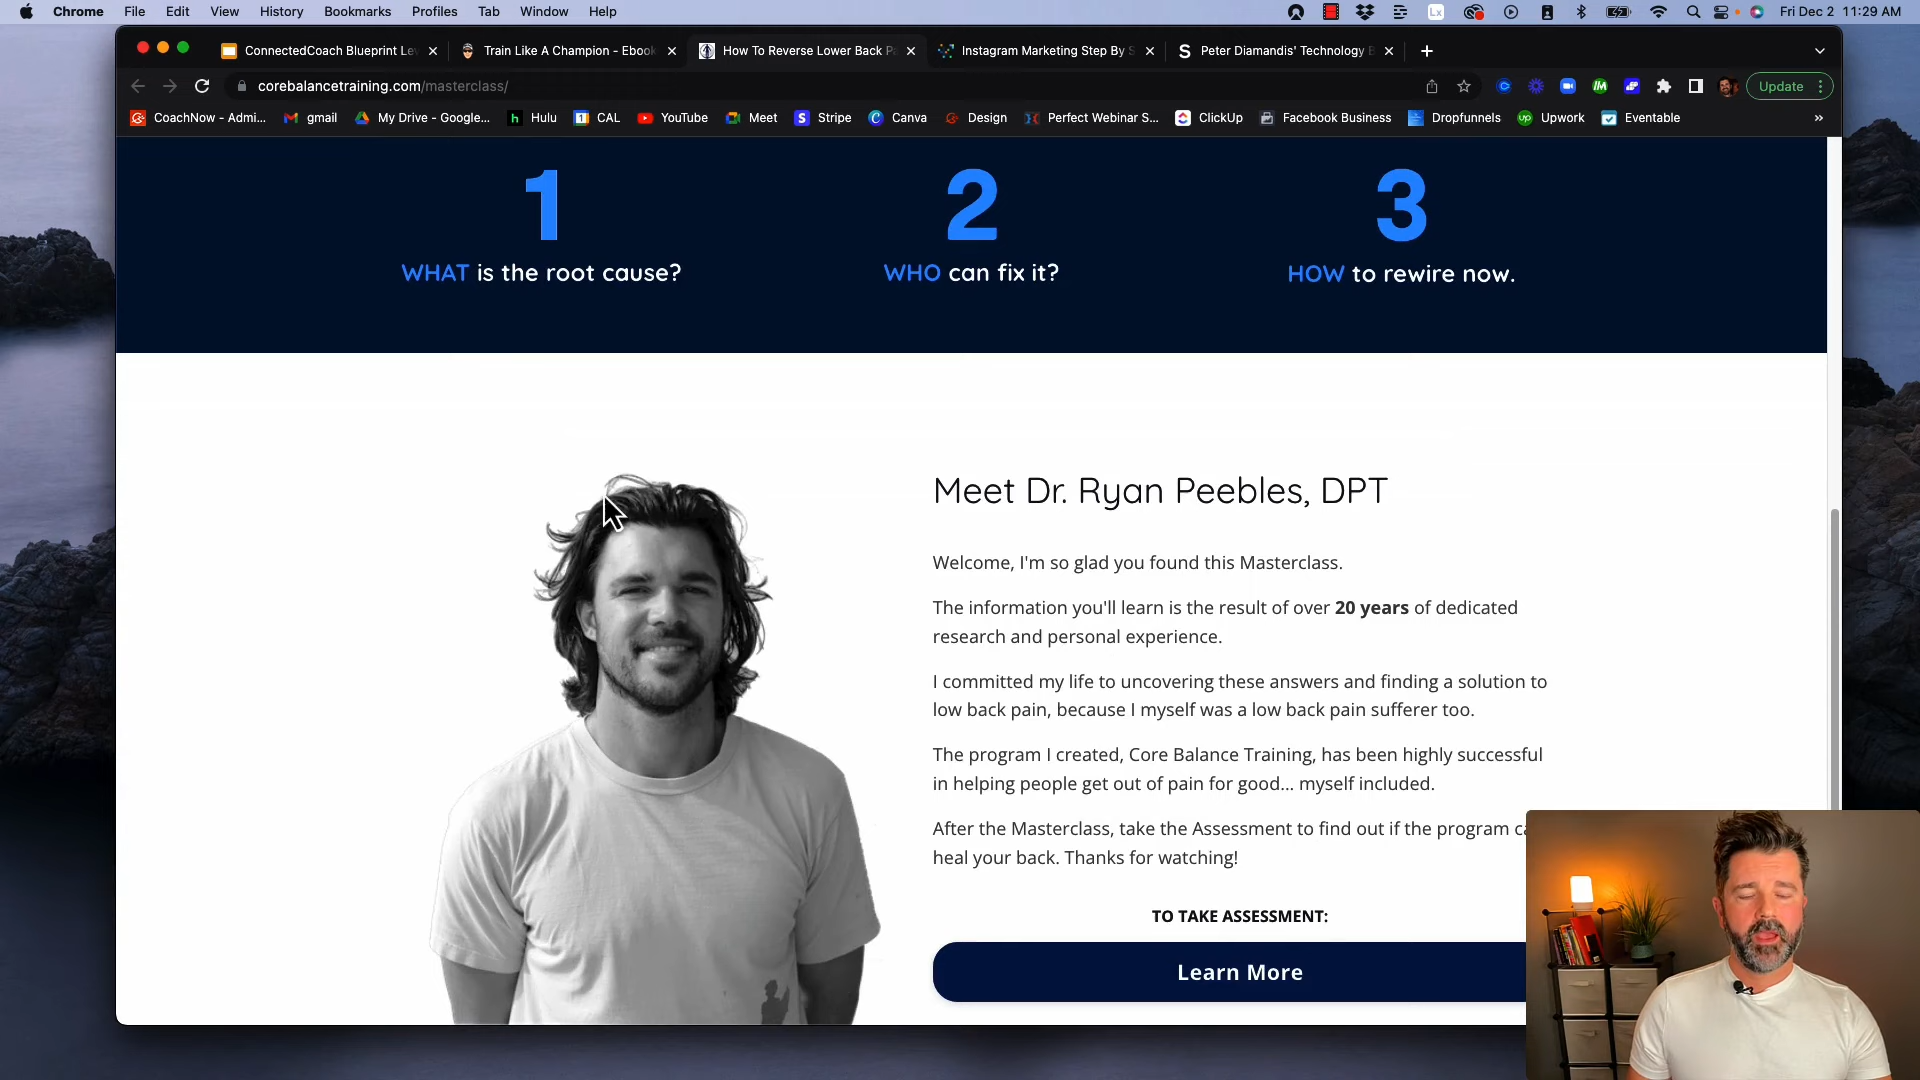 Chrome File Edit View History Bookmarks Profiles Tab Window Help
Lx
Fri Dec 2 11:29 AM
ConnectedCoach Blueprint Le
Train Like A Champion - Ebook
How To Reverse Lower Back Pa
Instagram Marketing Step By S
Peter Diamandis' Technology B
corebalancetraining.com/masterclass/
Update
CoachNow - Admi...
gmail
My Drive - Google...
Hulu
CAL
YouTube
Meet
Stripe
Canva
Design
Perfect Webinar S...
ClickUp
Facebook Business
Dropfunnels
Upwork
Eventable
»
1
WHAT is the root cause?
2
WHO can fix it?
3
HOW to rewire now.
Meet Dr. Ryan Peebles, DPT
Welcome, I'm so glad you found this Masterclass.
The information you'll learn is the result of over 20 years of dedicated
research and personal experience.
I committed my life to uncovering these answers and finding a solution to
low back pain, because I myself was a low back pain sufferer too.
The program I created, Core Balance Training, has been highly successful
in helping people get out of pain for good... myself included.
After the Masterclass, take the Assessment to find out if the program ca
heal your back. Thanks for watching!
TO TAKE ASSESSMENT:
Learn More